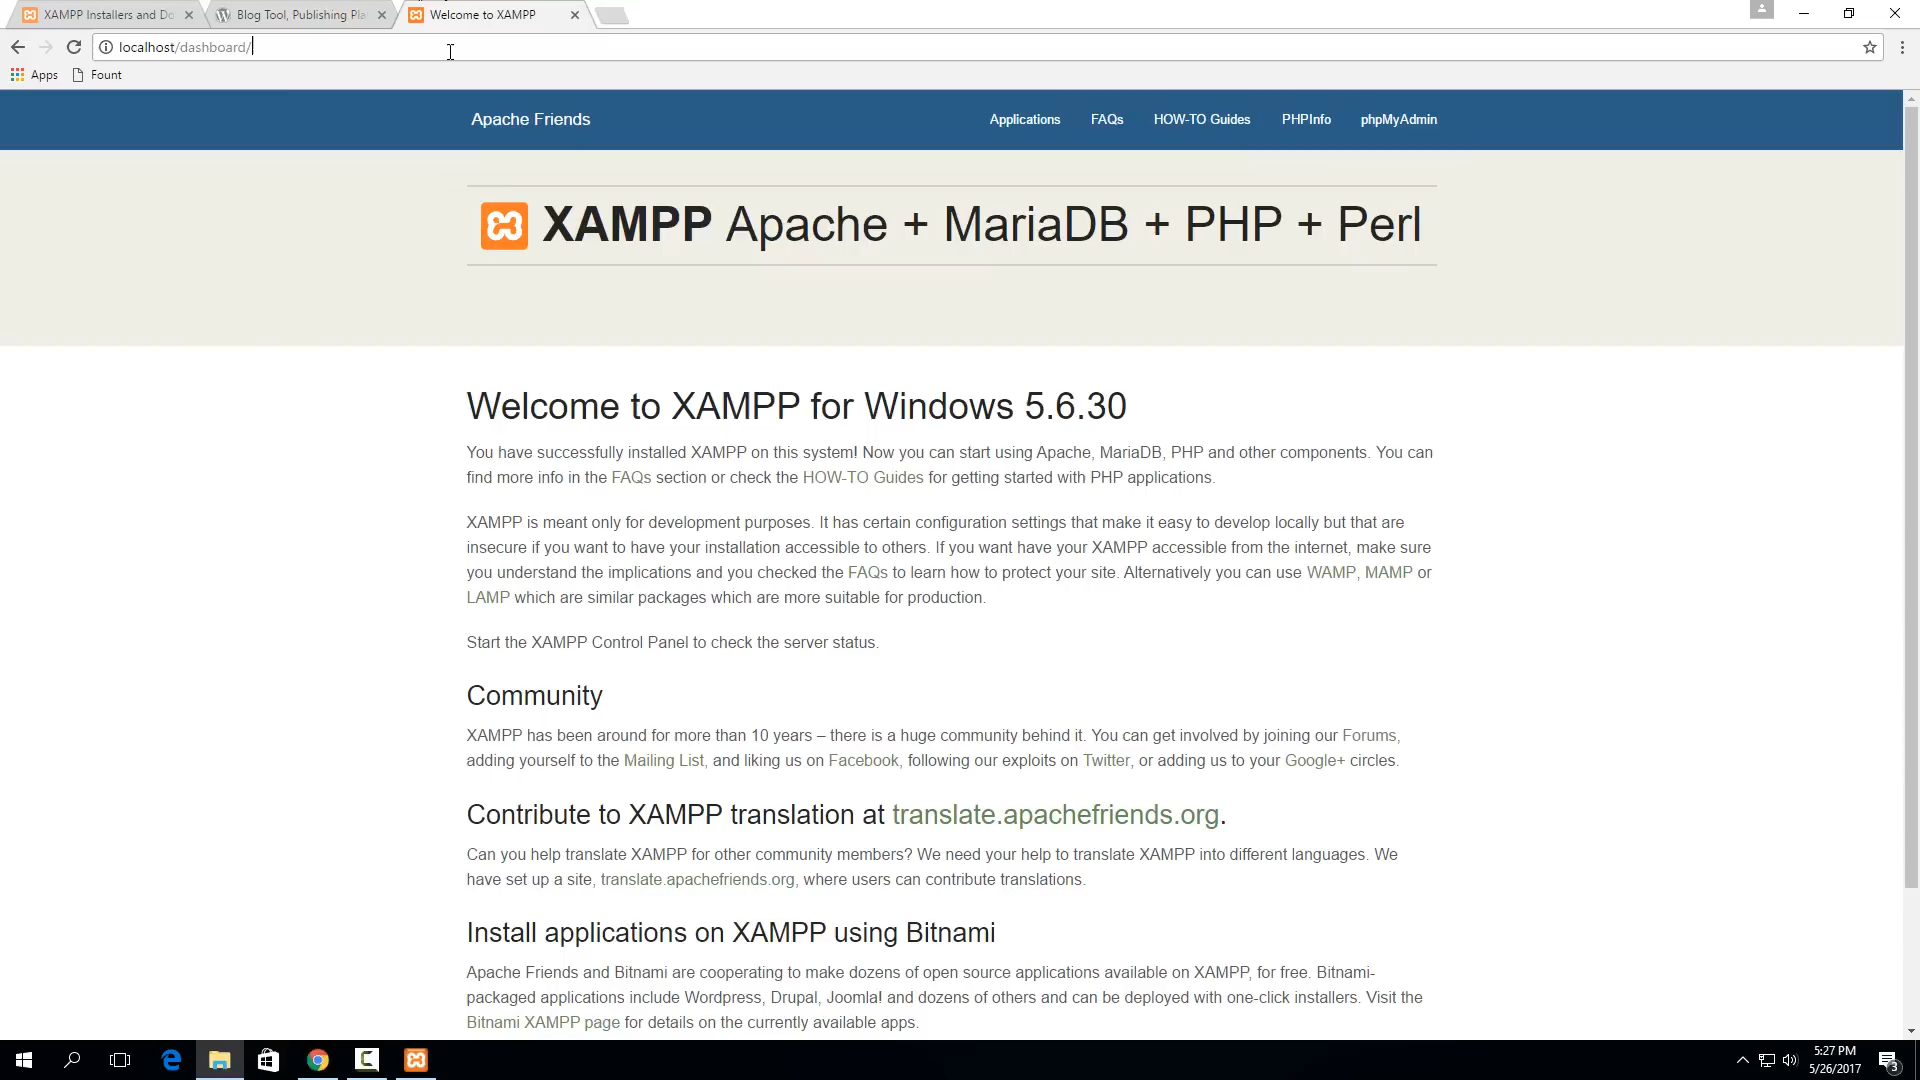 XAMPP Installers and Do
Blog Tool, Publishing Pla
Welcome to XAMPP
localhost/dashboard/
Apps
Fount
Apache Friends
Applications
FAQs
HOW-TO Guides
PHPInfo
phpMyAdmin
XAMPP Apache + MariaDB + PHP + Perl
Welcome to XAMPP for Windows 5.6.30
You have successfully installed XAMPP on this system! Now you can start using Apache, MariaDB, PHP and other components. You can
find more info in the FAQs section or check the HOW-TO Guides for getting started with PHP applications.
XAMPP is meant only for development purposes. It has certain configuration settings that make it easy to develop locally but that are
insecure if you want to have your installation accessible to others. If you want have your XAMPP accessible from the internet, make sure
you understand the implications and you checked the FAQs to learn how to protect your site. Alternatively you can use WAMP, MAMP or
LAMP which are similar packages which are more suitable for production.
Start the XAMPP Control Panel to check the server status.
Community
XAMPP has been around for more than 10 years – there is a huge community behind it. You can get involved by joining our Forums,
adding yourself to the Mailing List, and liking us on Facebook, following our exploits on Twitter, or adding us to your Google+ circles.
Contribute to XAMPP translation at translate.apachefriends.org.
Can you help translate XAMPP for other community members? We need your help to translate XAMPP into different languages. We
have set up a site, translate.apachefriends.org, where users can contribute translations.
Install applications on XAMPP using Bitnami
Apache Friends and Bitnami are cooperating to make dozens of open source applications available on XAMPP, for free. Bitnami-
packaged applications include Wordpress, Drupal, Joomla! and dozens of others and can be deployed with one-click installers. Visit the
Bitnami XAMPP page for details on the currently available apps.
5:27 PM
5/26/2017
3